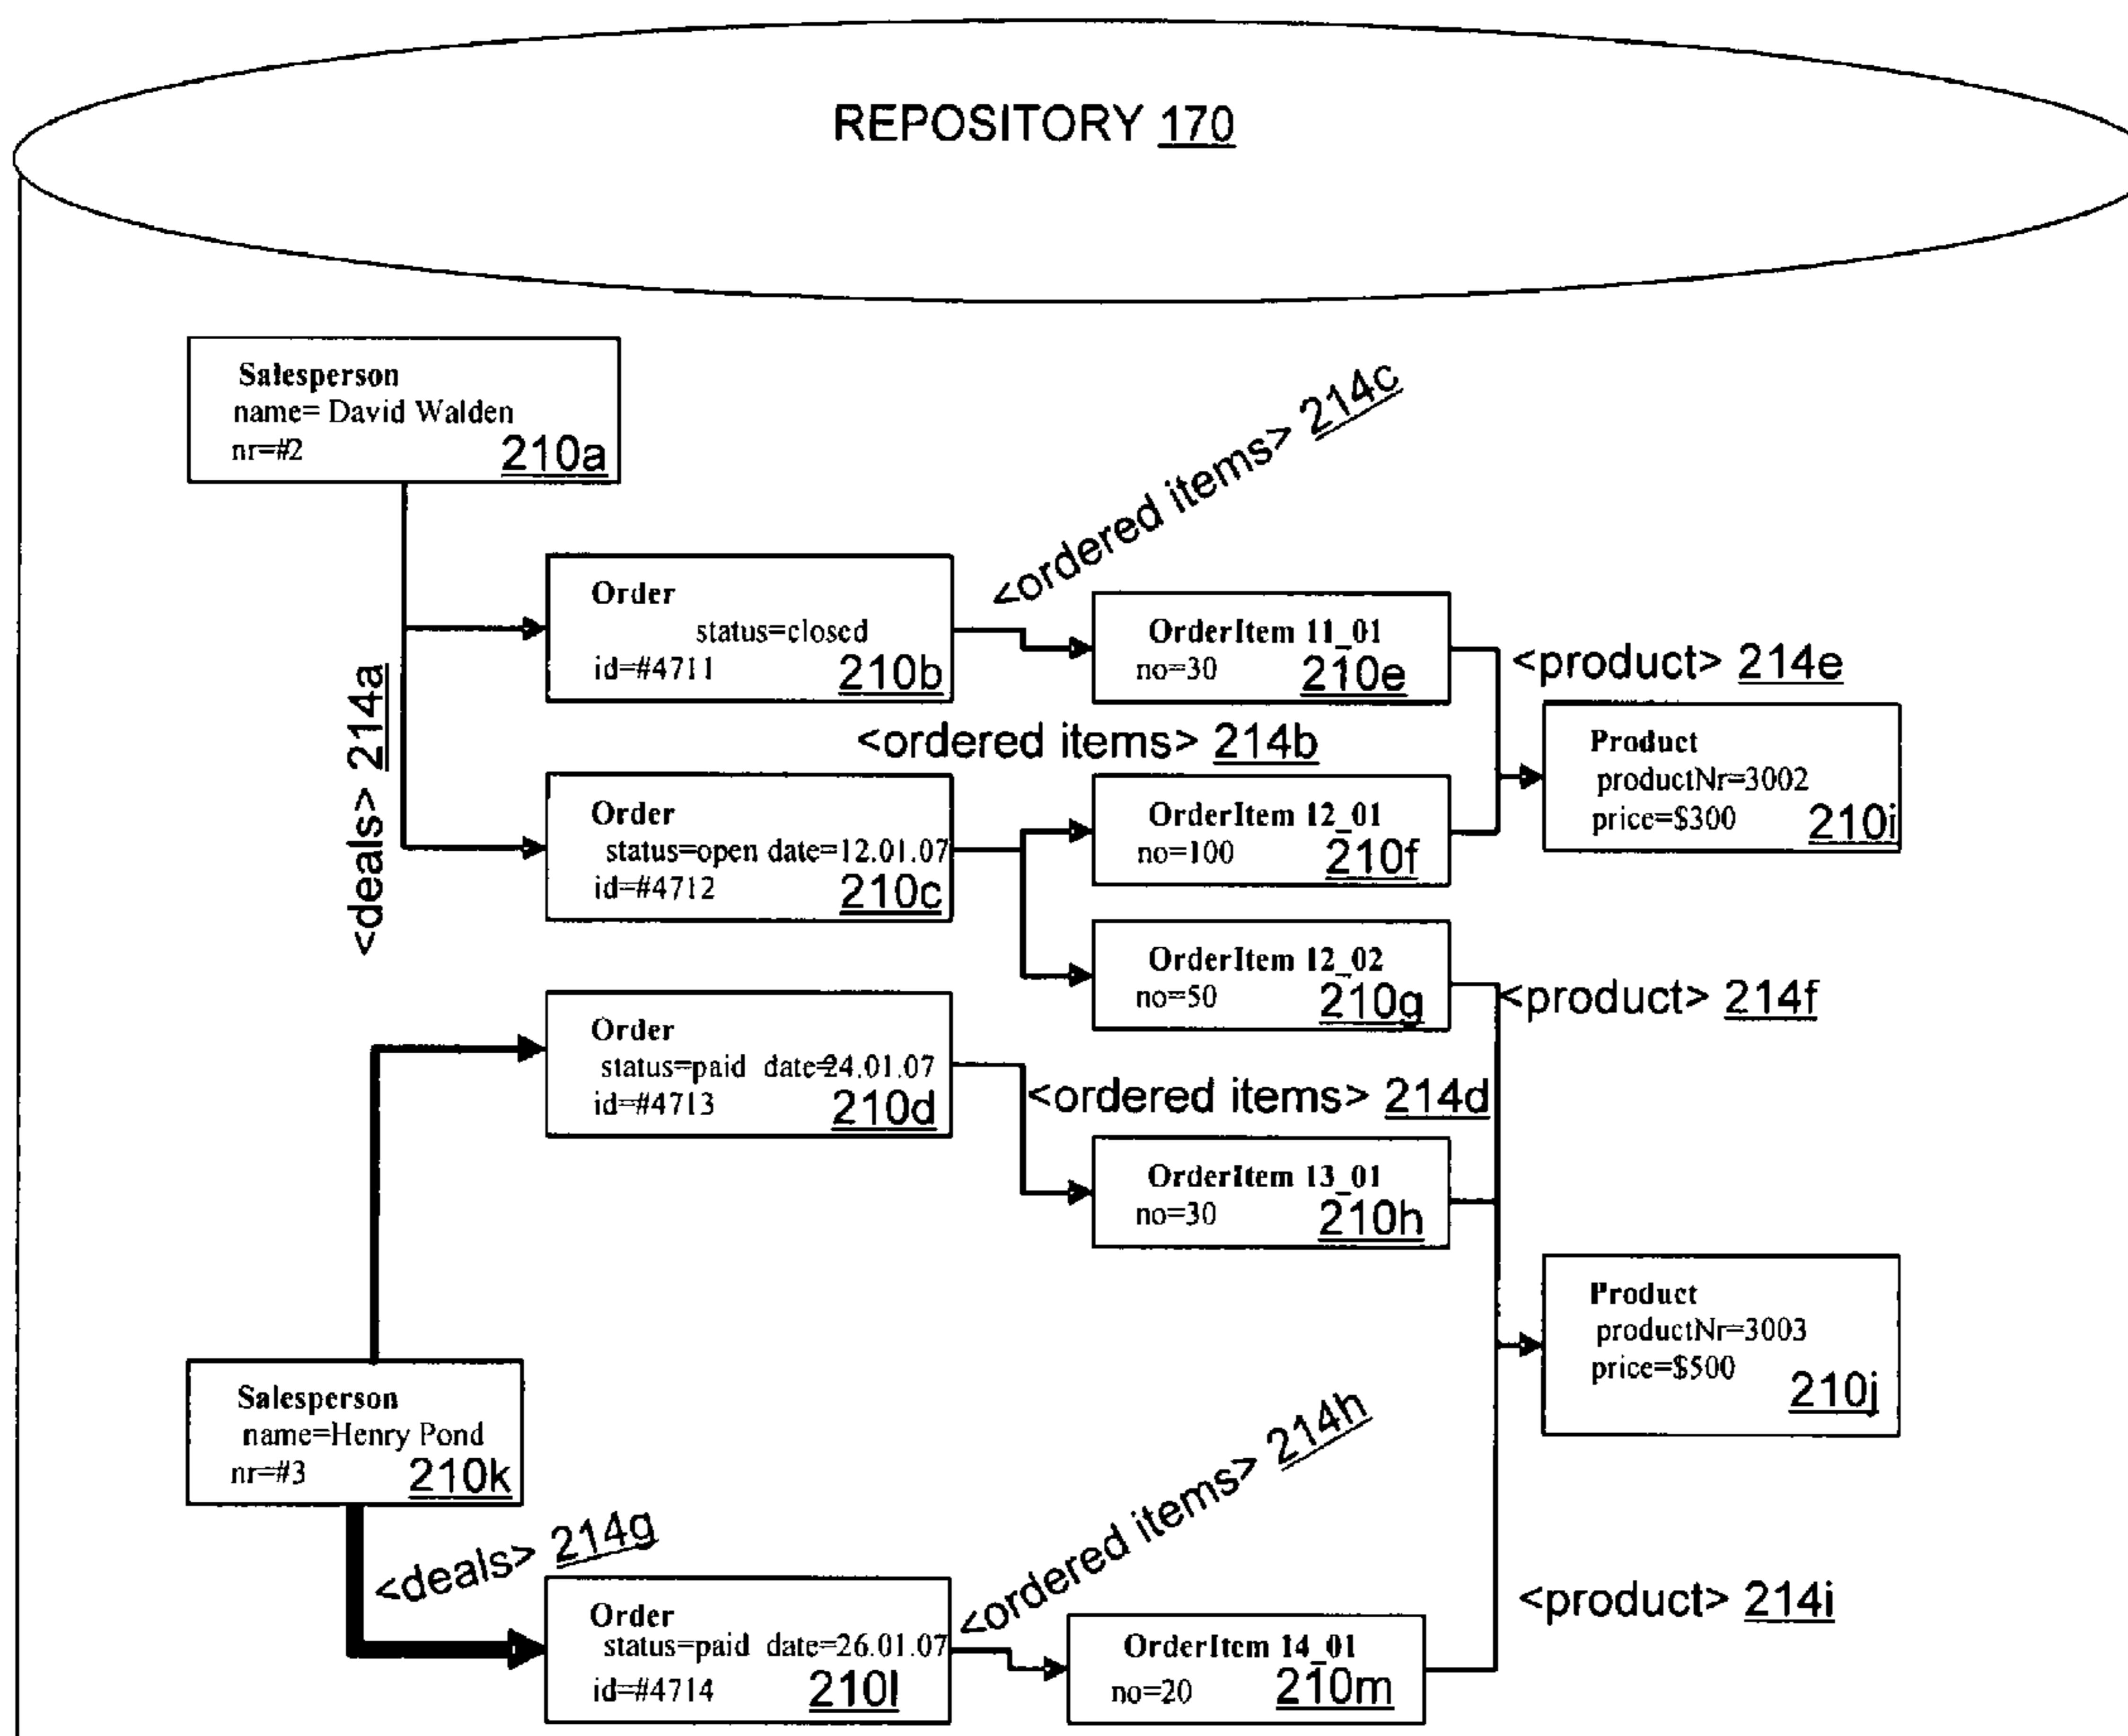 REPOSITORY 170
Salesperson
name= David Walden
nr=#2
210a
<ordered items> 214c
<deals> 214a
Order
status=closed
id=#4711
210b
OrderItem 11_01
no=30
210e
<product> 214e
<ordered items> 214b
Product
productNr=3002
price=$300
210i
Order
status=open date=12.01.07
id=#4712
210c
OrderItem 12_01
no=100
210f
OrderItem 12_02
no=50
210g
<product> 214f
Order
status=paid date=24.01.07
id=#4713
210d
<ordered items> 214d
OrderItem 13_01
no=30
210h
Product
productNr=3003
price=$500
210j
Salesperson
name=Henry Pond
nr=#3
210k
<deals> 214g
<ordered items> 214h
Order
status=paid date=26.01.07
id=#4714
210l
OrderItem 14_01
no=20
210m
<product> 214i